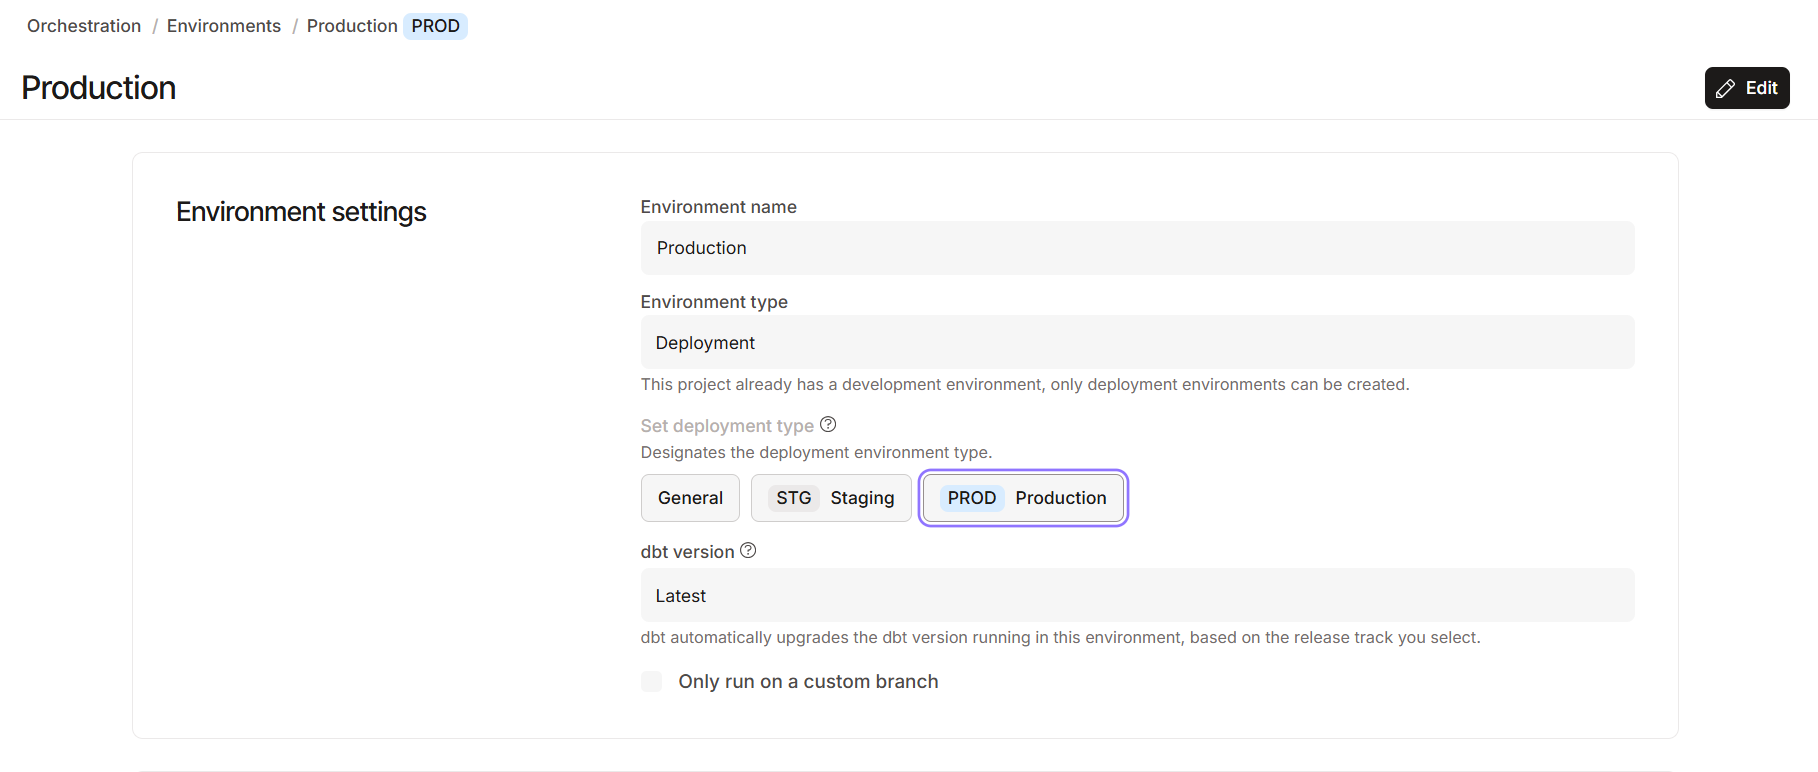 Orchestration / Environments / Production PROD
Production
Edit
Environment settings
Environment name
Production
Environment type
Deployment
This project already has a development environment, only deployment environments can be created.
Set deployment type
Designates the deployment environment type.
General STG Staging PROD Production
dbt version
Latest
dbt automatically upgrades the dbt version running in this environment, based on the release track you select.
Only run on a custom branch